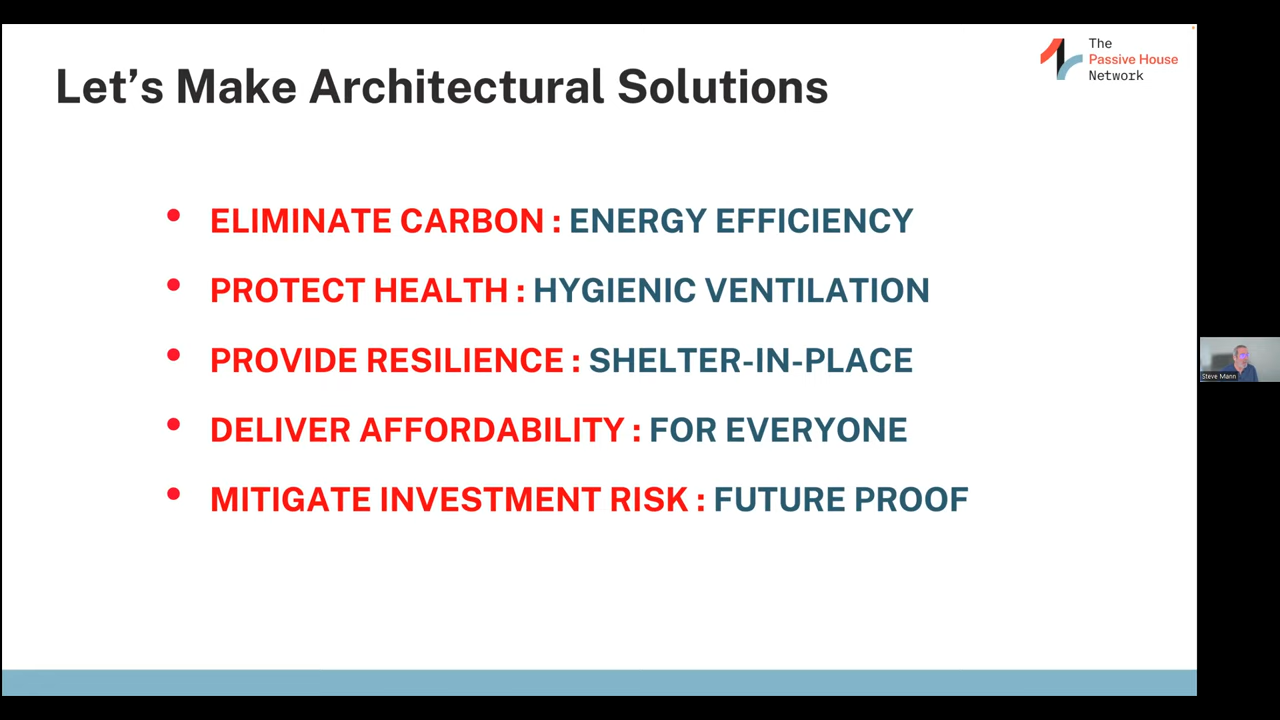 Let's Make Architectural Solutions
The
Passive House
Network
• ELIMINATE CARBON : ENERGY EFFICIENCY
• PROTECT HEALTH : HYGIENIC VENTILATION
• PROVIDE RESILIENCE : SHELTER-IN-PLACE
• DELIVER AFFORDABILITY : FOR EVERYONE
• MITIGATE INVESTMENT RISK : FUTURE PROOF
Steve Mann